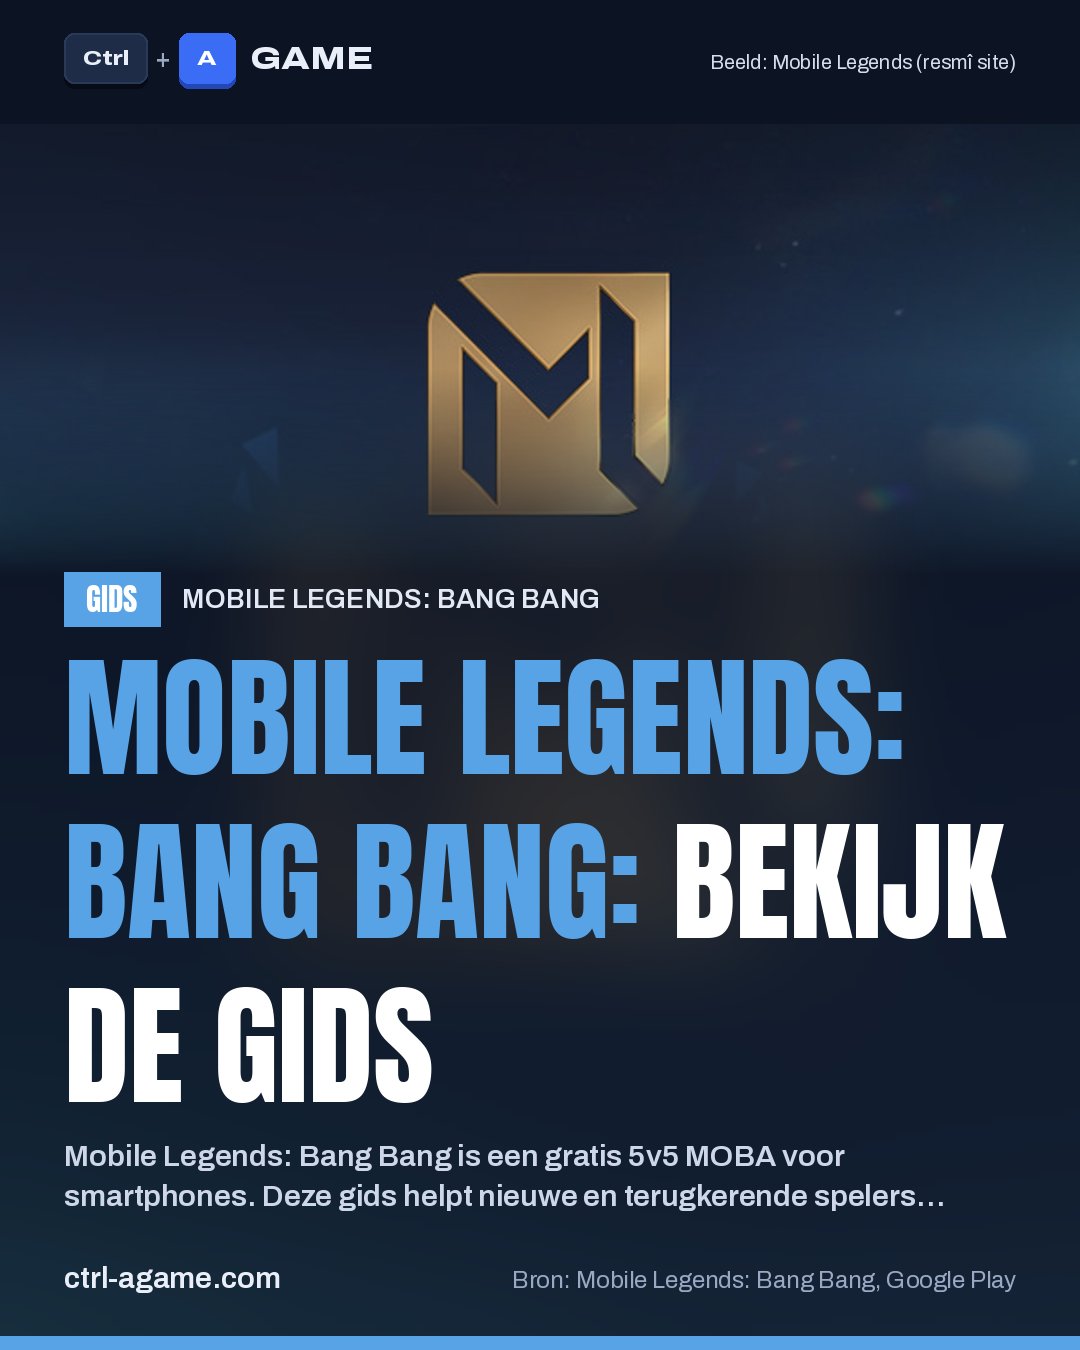 Ctrl + A GAME
Beeld: Mobile Legends (resmî site)
GIDS MOBILE LEGENDS: BANG BANG
MOBILE LEGENDS:
BANG BANG: BEKIJK
DE GIDS
Mobile Legends: Bang Bang is een gratis 5v5 MOBA voor
smartphones. Deze gids helpt nieuwe en terugkerende spelers...
ctrl-agame.com
Bron: Mobile Legends: Bang Bang, Google Play